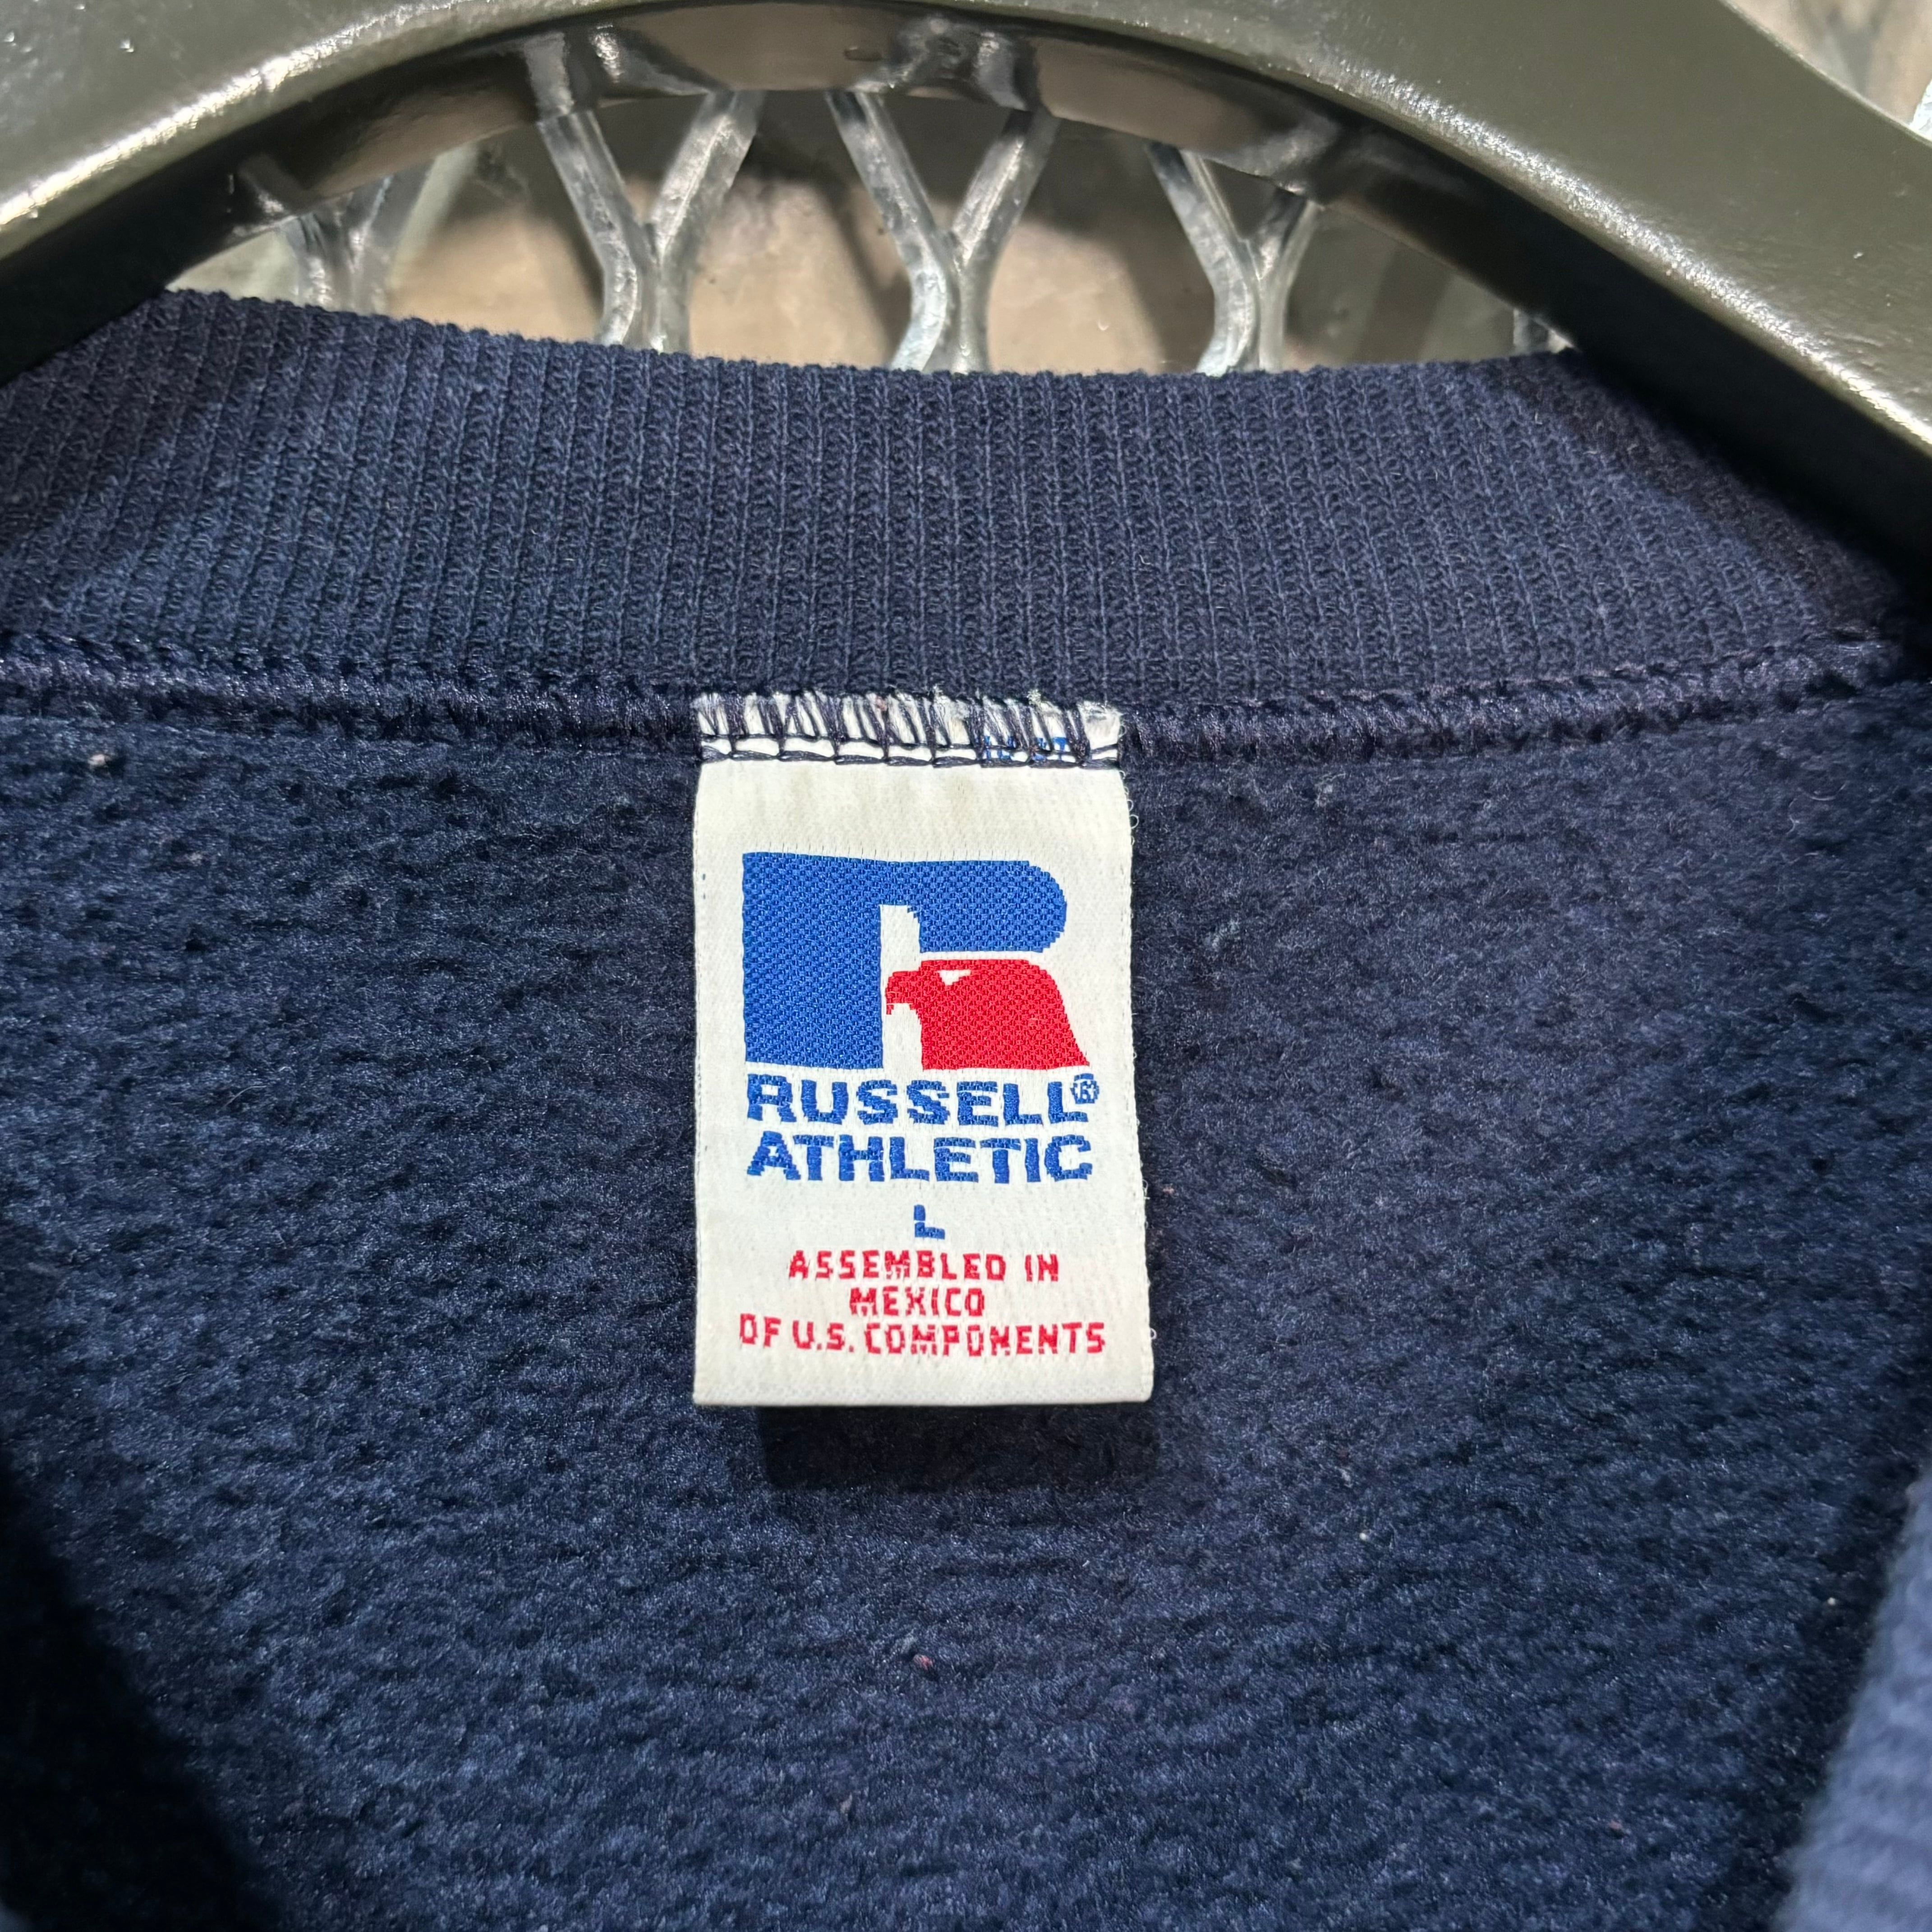 RUSSELL®
ATHLETIC
L
ASSEMBLED IN
MEXICO
OF U.S. COMPONENTS